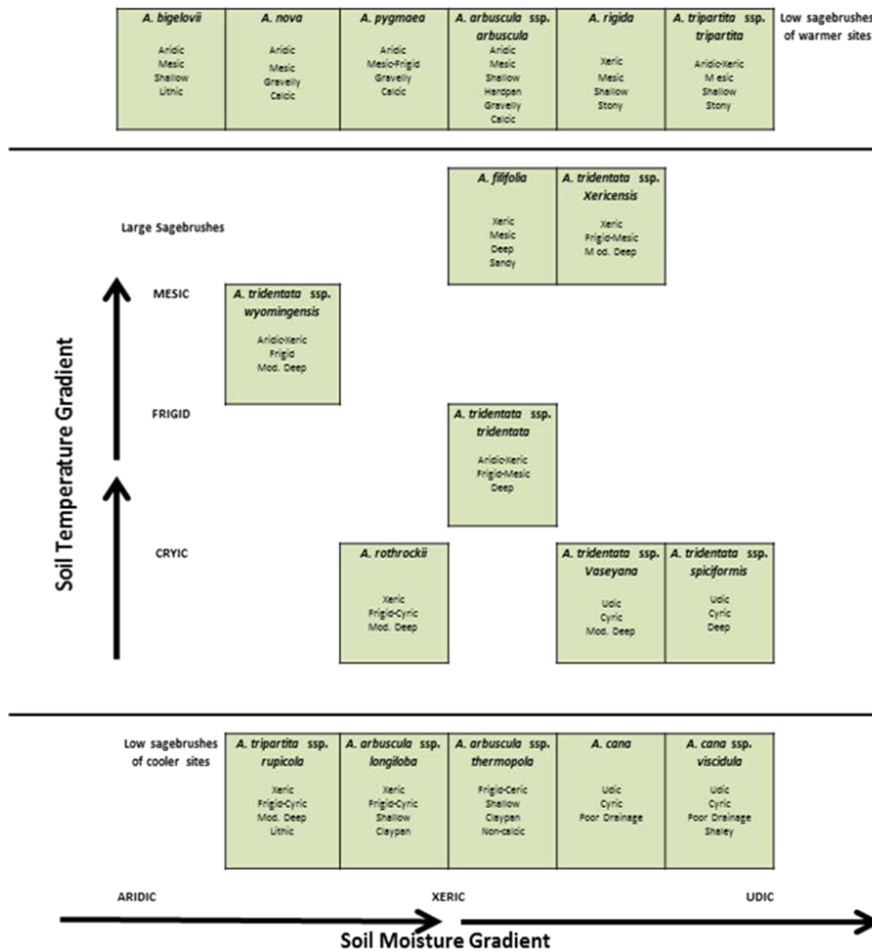 A. bigelovii
Aridic
Mesic
Shallow
Lithic
A. nova
Aridic
Mesic
Gravelly
Calcic
A. pygmaea
Aridic
Mesic-Frigid
Gravelly
Calcic
A. arbuscula ssp.
arbuscula
Aridic
Mesic
Shallow
Hardpan
Gravelly
Calcic
A. rigida
Xeric
Mesic
Shallow
Stony
A. tripartita ssp.
tripartita
Aridic-Xeric
Mesic
Shallow
Stony
Low sagebrushes
of warmer sites
Large Sagebrushes
A. filifolia
Xeric
Mesic
Deep
Sandy
A. tridentata ssp.
Xericensis
Xeric
Frigid-Mesic
Mod. Deep
Soil Temperature Gradient
MESIC
A. tridentata ssp.
wyomingensis
Aridic-Xeric
Frigid
Mod. Deep
FRIGID
A. tridentata ssp.
tridentata
Aridic-Xeric
Frigid-Mesic
Deep
CRYIC
A. rothrockii
Xeric
Frigid-Cyric
Mod. Deep
A. tridentata ssp.
Vaseyana
Udic
Cyric
Mod. Deep
A. tridentata ssp.
spiciformis
Udic
Cyric
Deep
Low sagebrushes
of cooler sites
A. tripartita ssp.
rupicola
Xeric
Frigid-Cyric
Mod. Deep
Lithic
A. arbuscula ssp.
longiloba
Xeric
Frigid-Cyric
Shallow
Claypan
A. arbuscula ssp.
thermopola
Frigid-Ceric
Shallow
Claypan
Non-calcic
A. cana
Udic
Cyric
Poor Drainage
A. cana ssp.
viscidula
Udic
Cyric
Poor Drainage
Shaley
ARIDIC
XERIC
UDIC
Soil Moisture Gradient